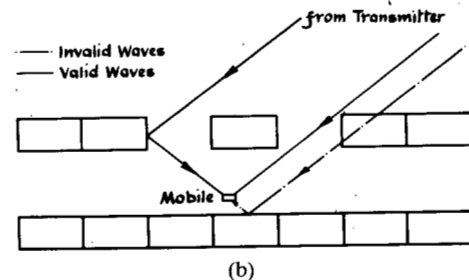 from Transmitter
Invalid Waves
Valid Waves
Mobile
(b)